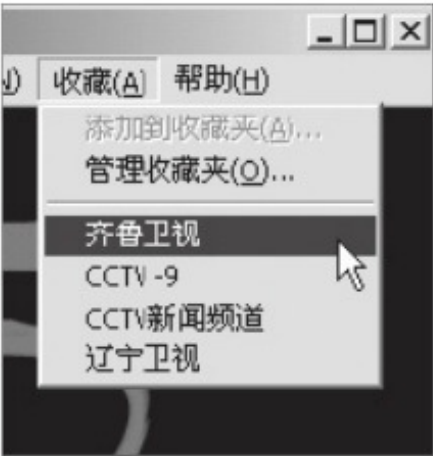 收藏(A) 帮助(H)
添加到收藏夹(A)...
管理收藏夹(O)...
齐鲁卫视
CCTV-9
CCTV新闻频道
辽宁卫视